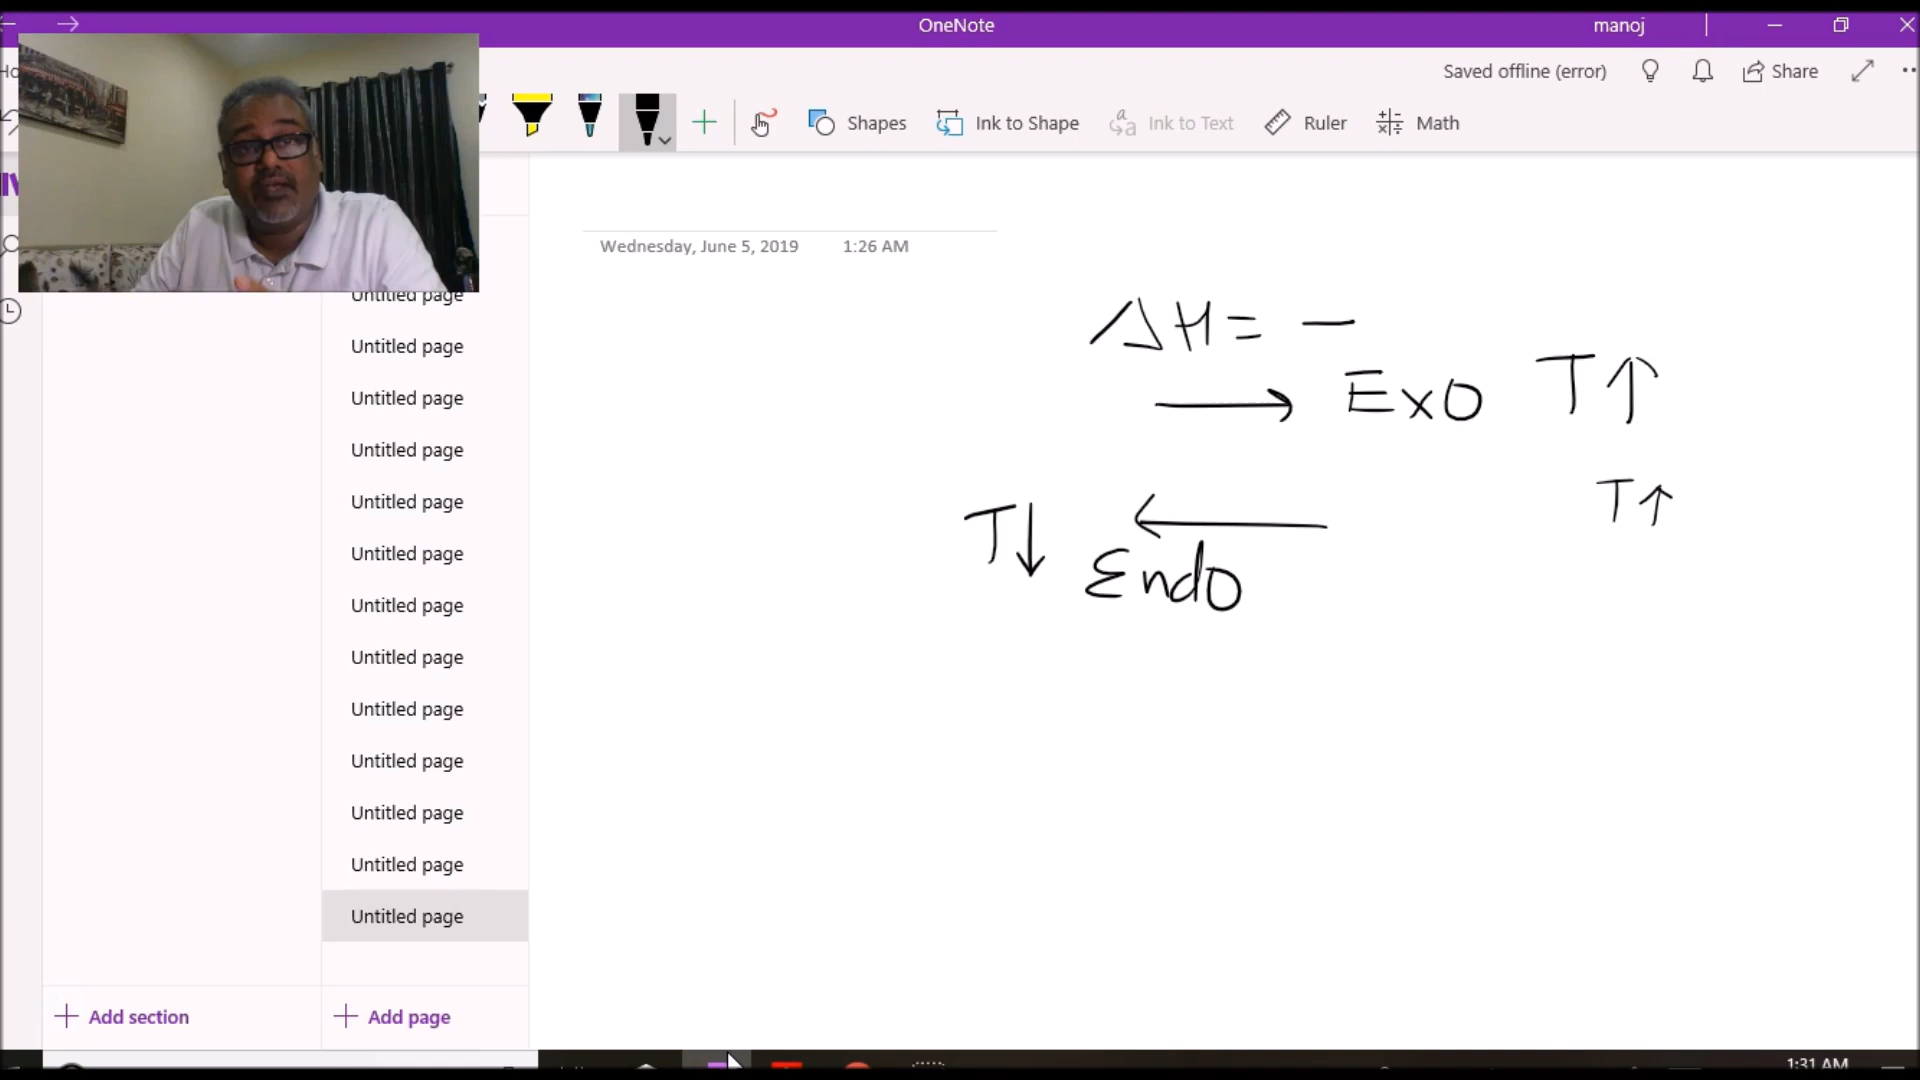 OneNote
manoj
Saved offline (error)
Share
Shapes
Ink to Shape
Ink to Text
Ruler
Math
Wednesday, June 5, 2019 1:26 AM
Untitled page
Untitled page
Untitled page
Untitled page
Untitled page
Untitled page
Untitled page
Untitled page
Untitled page
Untitled page
Untitled page
Untitled page
Untitled page
ΔH = −
→ Exo T↑
T↑
T↓ ←
Endo
+ Add section
+ Add page
1:31 AM